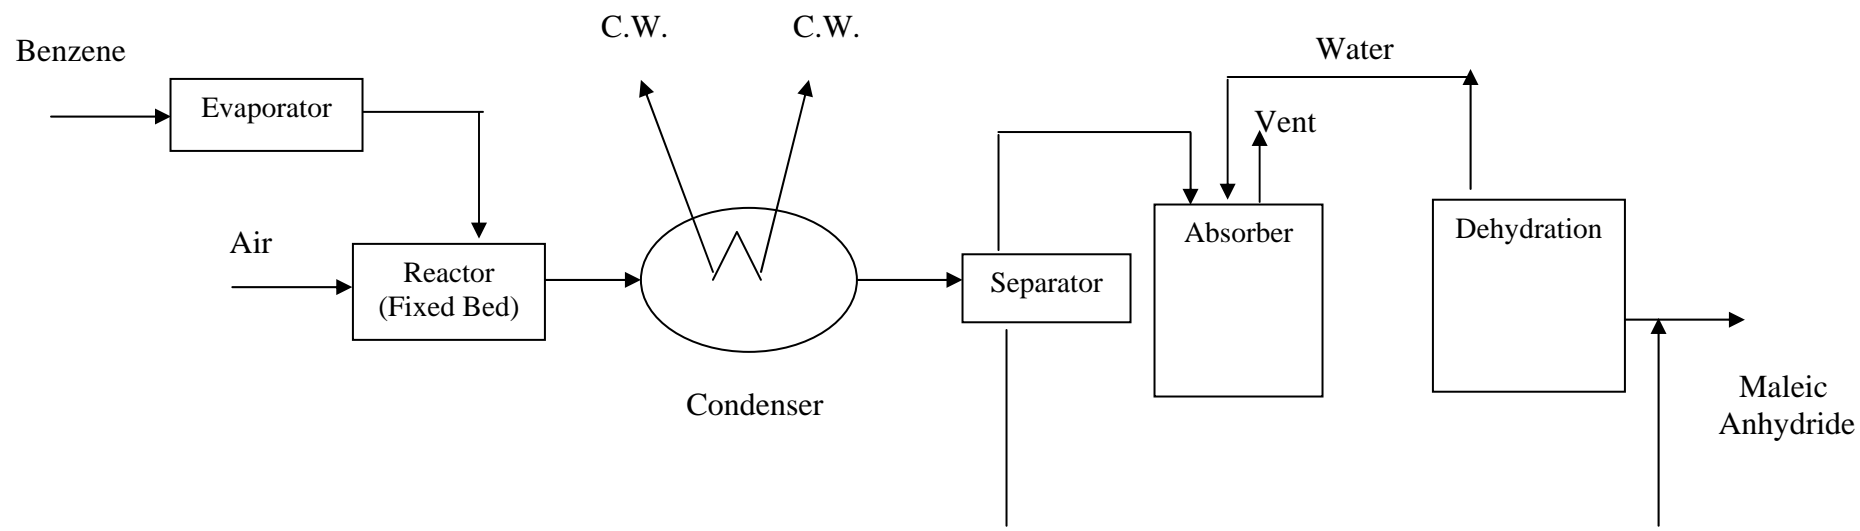 C.W.
C.W.
Benzene
Water
Evaporator
Vent
Air
Reactor
(Fixed Bed)
Separator
Absorber
Dehydration
Condenser
Maleic
Anhydride